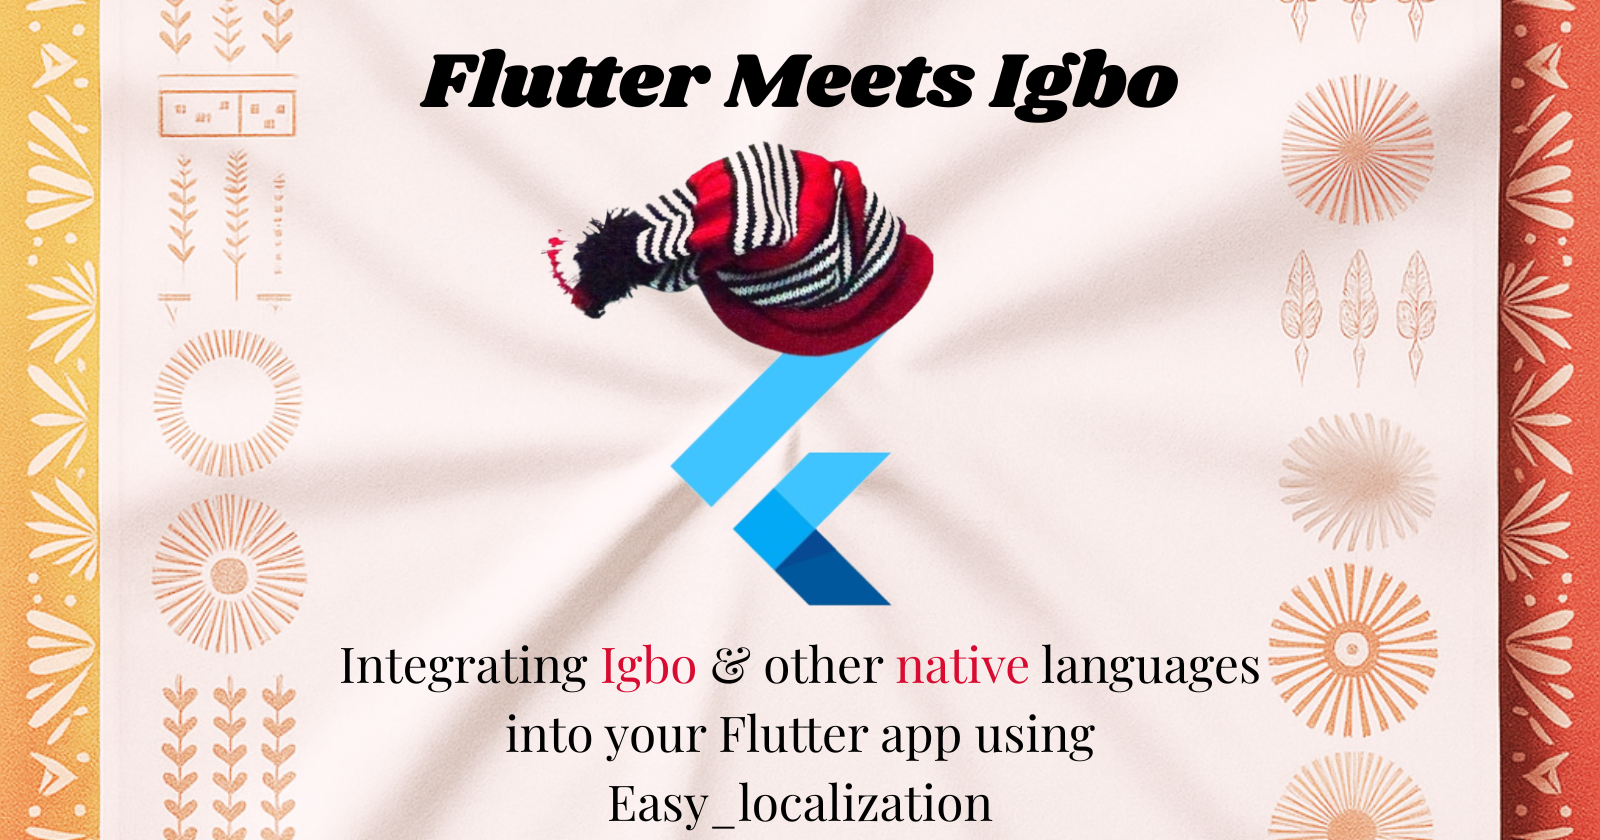 Flutter Meets Igbo
Integrating Igbo & other native languages
into your Flutter app using
Easy_localization